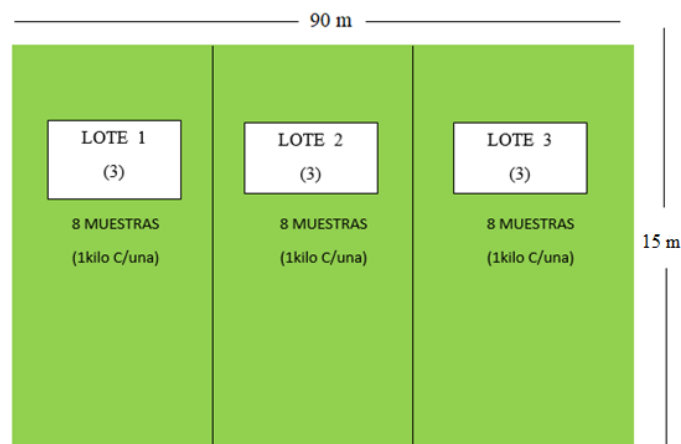 90 m
LOTE 1
(3)
LOTE 2
(3)
LOTE 3
(3)
8 MUESTRAS
(1kilo C/una)
8 MUESTRAS
(1kilo C/una)
8 MUESTRAS
(1kilo C/una)
15 m